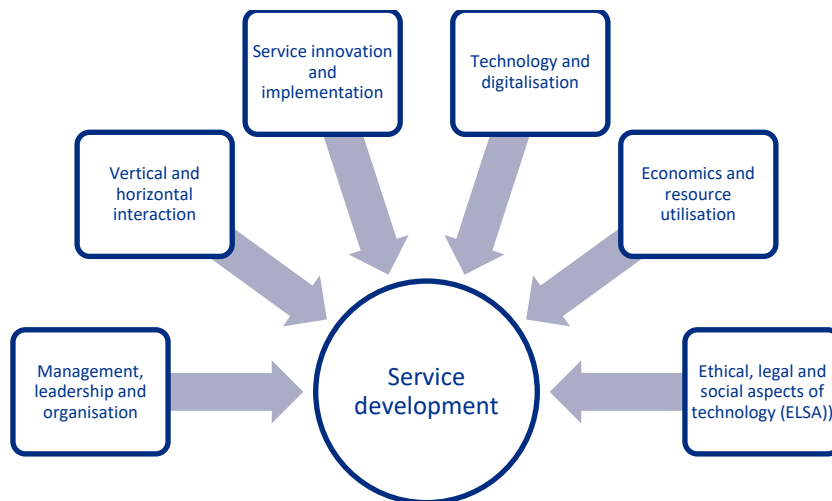 Service innovation
and
implementation
Technology and
digitalisation
Vertical and
horizontal
interaction
Economics and
resource
utilisation
Management,
leadership and
organisation
Service
development
Ethical, legal and
social aspects of
technology (ELSA))